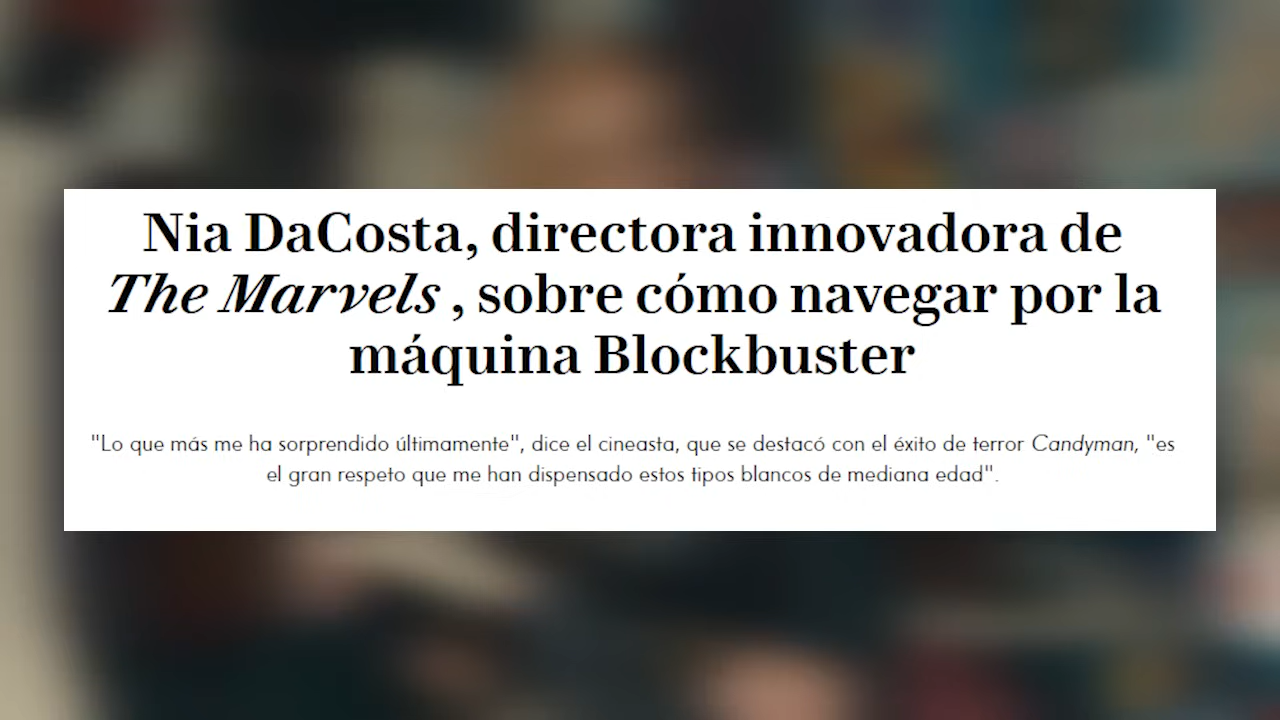 Nia DaCosta, directora innovadora de
The Marvels , sobre cómo navegar por la
máquina Blockbuster
"Lo que más me ha sorprendido últimamente", dice el cineasta, que se destacó con el éxito de terror Candyman, "es
el gran respeto que me han dispensado estos tipos blancos de mediana edad".